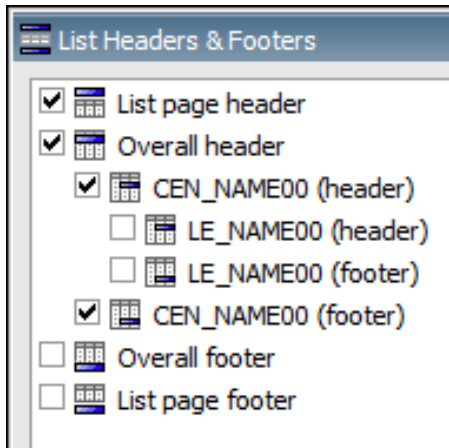 List Headers & Footers
List page header
Overall header
CEN_NAME00 (header)
LE_NAME00 (header)
LE_NAME00 (footer)
CEN_NAME00 (footer)
Overall footer
List page footer